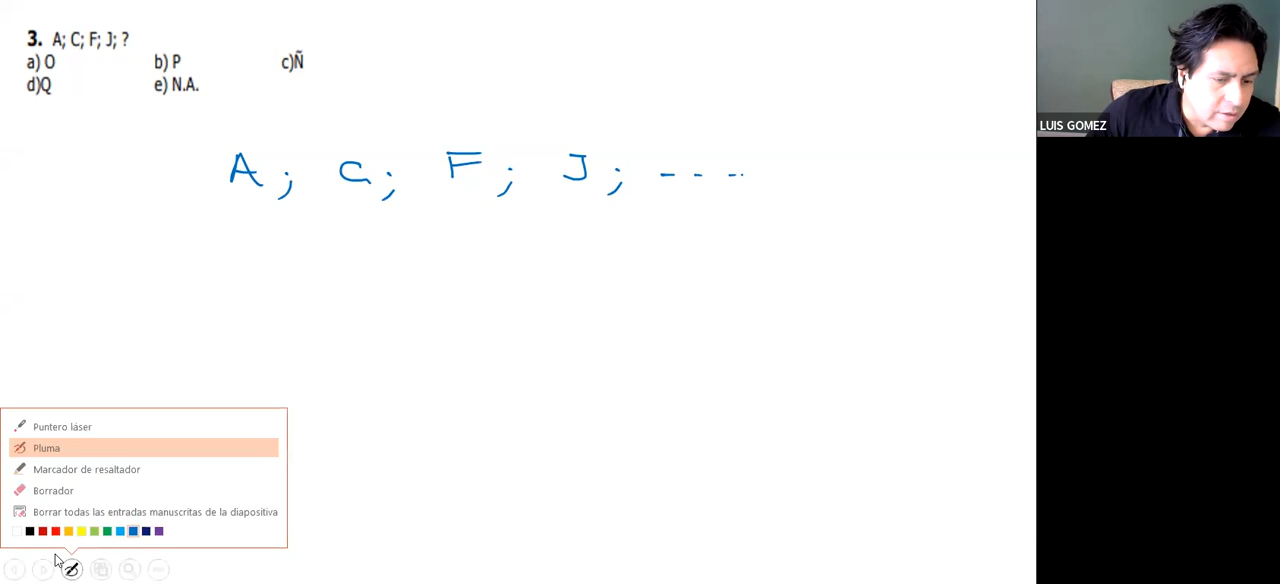 3. A; C; F; J; ?
a) O b) P c)Ñ
d)Q e) N.A.
LUIS GOMEZ
A; C; F; J; ----
Puntero láser
Pluma
Marcador de resaltador
Borrador
Borrar todas las entradas manuscritas de la diapositiva